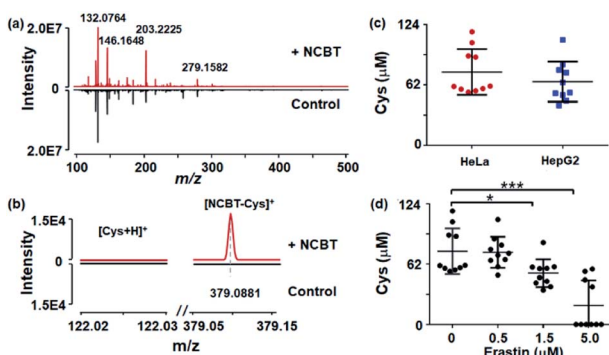 (a)
2.0E7
132.0764
146.1648
203.2225
279.1582
+ NCBT
Control
0
2.0E7
Intensity
100
200
300
400
500
m/z
(b)
1.5E4
[Cys+H]⁺
[NCBT-Cys]⁺
+ NCBT
0
379.0881
Control
1.5E4
Intensity
122.02
122.03
379.05
379.15
m/z
(c)
124
62
0
Cys (μM)
HeLa
HepG2
(d)
124
62
0
Cys (μM)
***
*
0
0.5
1.5
5.0
Erastin (μM)